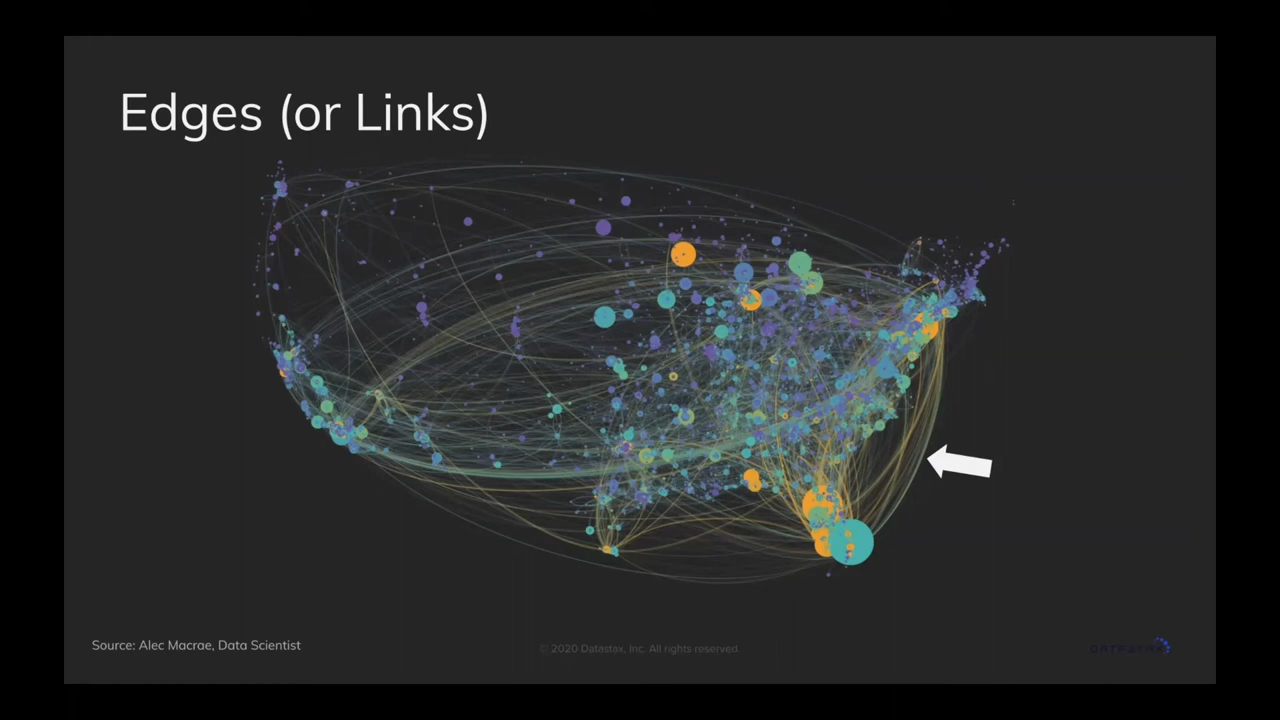 Edges (or Links)
Source: Alec Macrae, Data Scientist
© 2020 Datastax, Inc. All rights reserved.
DATASTAX